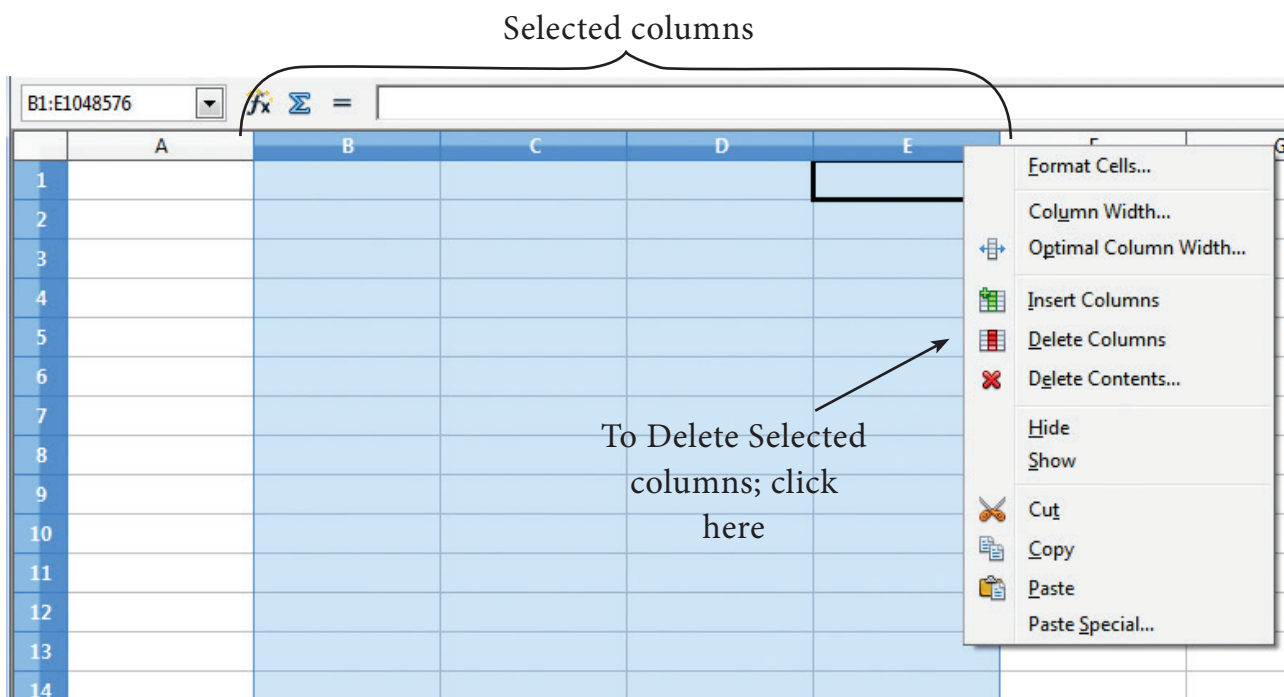 Selected columns
B1:E1048576 fx Σ =
A B C D E F G
1
2
3
4
5
6
7
8
9
10
11
12
13
14
Format Cells...
Column Width...
Optimal Column Width...
Insert Columns
Delete Columns
Delete Contents...
Hide
Show
Cut
Copy
Paste
Paste Special...
To Delete Selected
columns; click
here